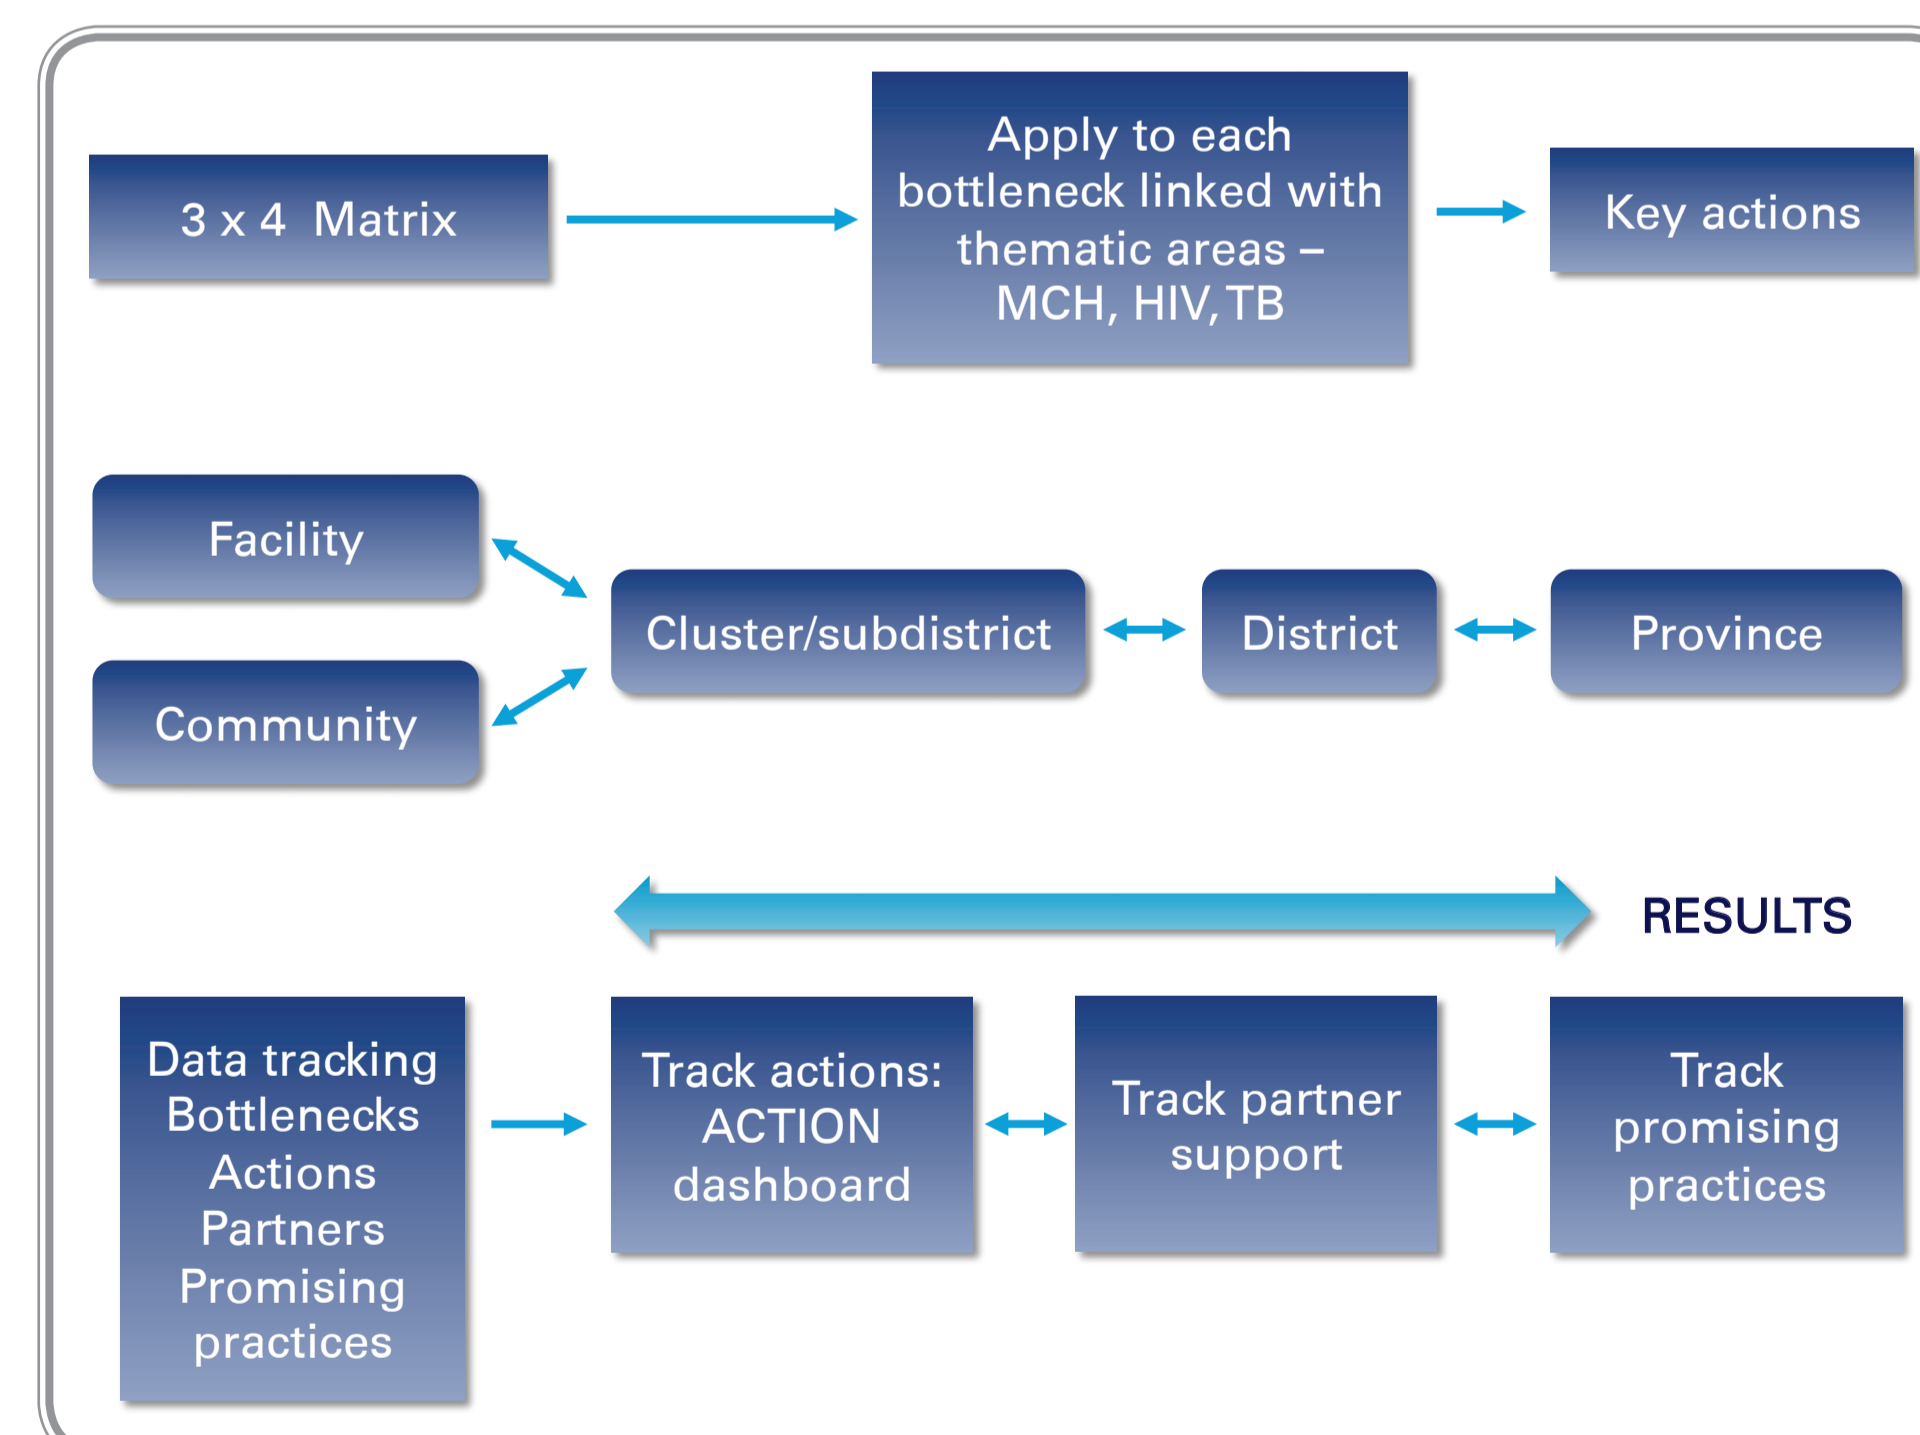 3 x 4 Matrix
Apply to each
bottleneck linked with
thematic areas –
MCH, HIV, TB
Key actions
Facility
Community
Cluster/subdistrict
District
Province
RESULTS
Data tracking
Bottlenecks
Actions
Partners
Promising
practices
Track actions:
ACTION
dashboard
Track partner
support
Track
promising
practices